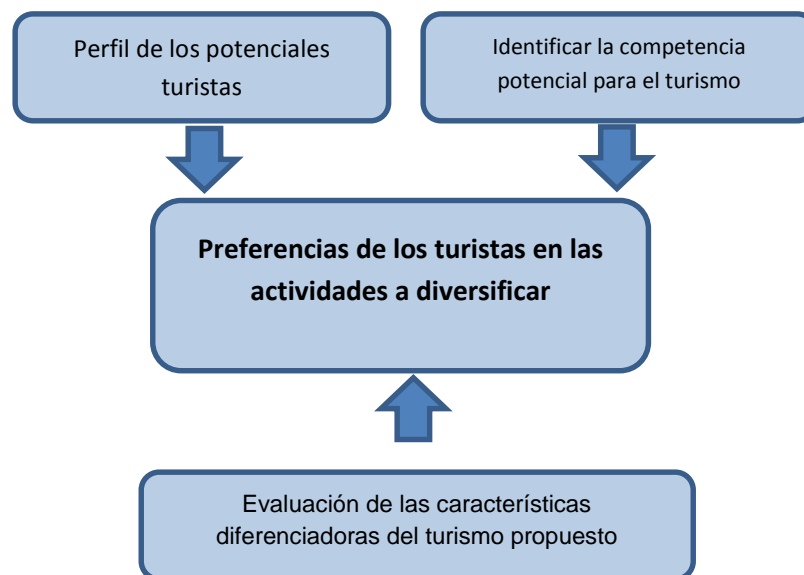 Perfil de los potenciales
turistas
Identificar la competencia
potencial para el turismo
Preferencias de los turistas en las
actividades a diversificar
Evaluación de las características
diferenciadoras del turismo propuesto